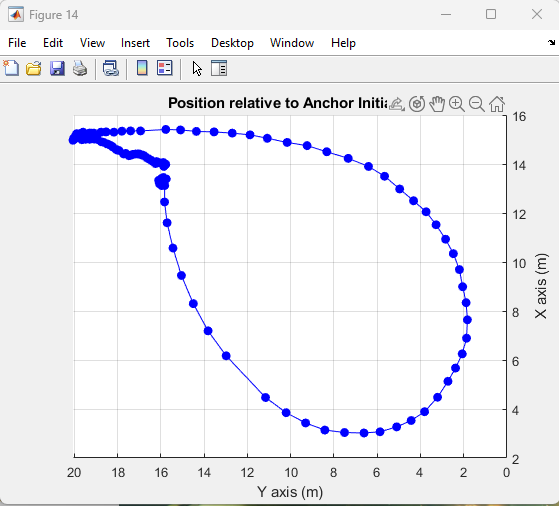 Figure 14
File Edit View Insert Tools Desktop Window Help
Position relative to Anchor Initia
16
14
12
10
8
6
4
2
X axis (m)
20 18 16 14 12 10 8 6 4 2 0
Y axis (m)